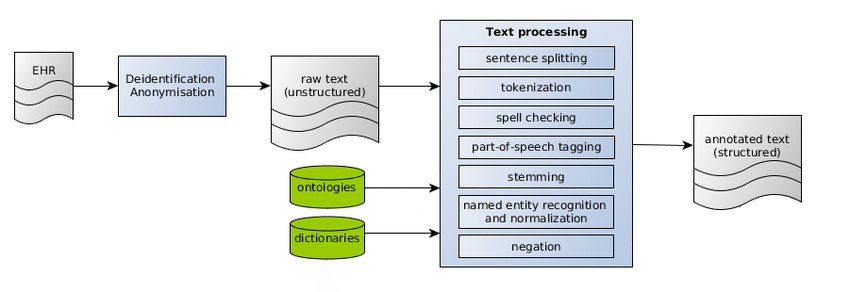 EHR
Deidentification
Anonymisation
raw text
(unstructured)
ontologies
dictionaries
Text processing
sentence splitting
tokenization
spell checking
part-of-speech tagging
stemming
named entity recognition
and normalization
negation
annotated text
(structured)